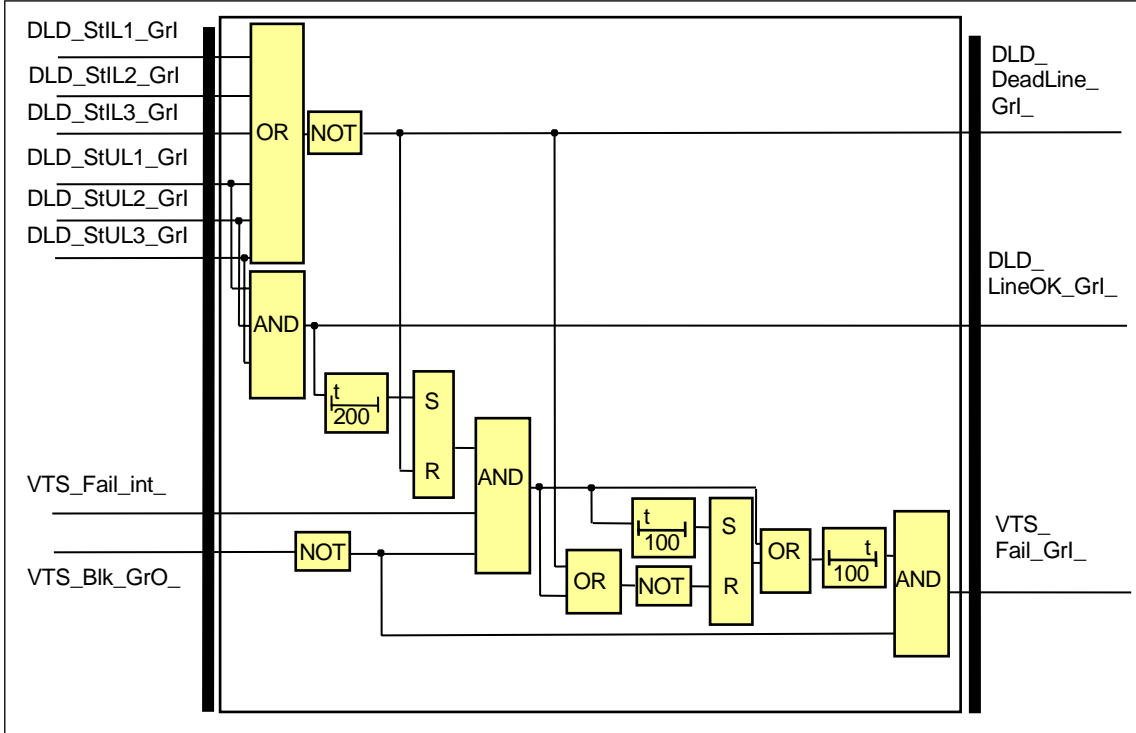 DLD_StIL1_GrI
DLD_StIL2_GrI
DLD_StIL3_GrI
DLD_StUL1_GrI
DLD_StUL2_GrI
DLD_StUL3_GrI
OR
NOT
DLD_
DeadLine_
GrI_
AND
DLD_
LineOK_GrI_
t
200
S
R
AND
VTS_Fail_int_
VTS_Blk_GrO_
NOT
t
100
S
R
OR
NOT
OR
t
100
AND
VTS_
Fail_GrI_